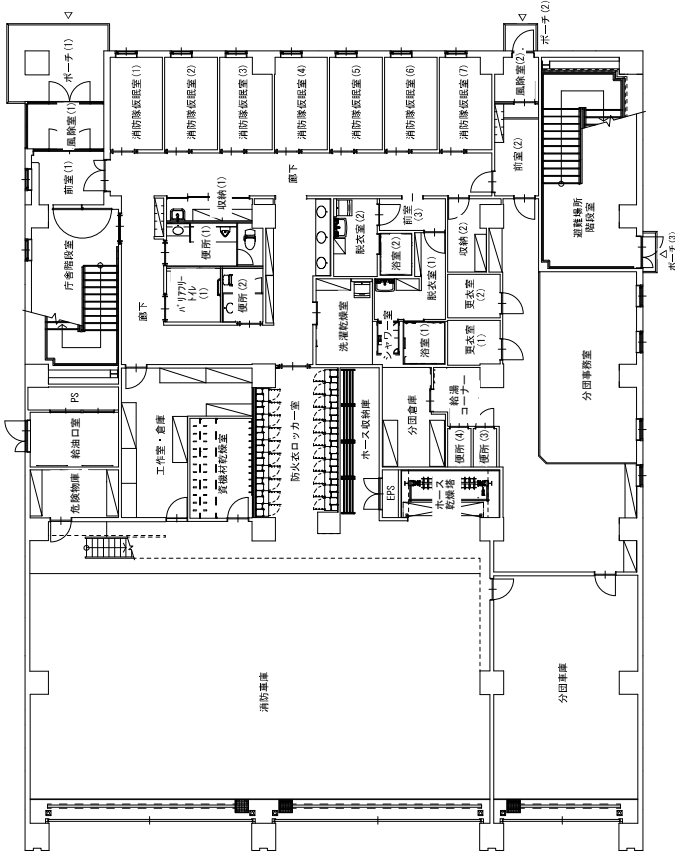 ポーチ(1)
ポーチ(2)
風除室(1)
消防隊仮眠室(1)
消防隊仮眠室(2)
消防隊仮眠室(3)
消防隊仮眠室(4)
消防隊仮眠室(5)
消防隊仮眠室(6)
消防隊仮眠室(7)
風除室(2)
前室(1)
廊下
前室(2)
収納(1)
便所(1)
脱衣室(2)
前室
(3)
収納(2)
避難場所
階段室
ポーチ(3)
庁舎階段室
廊下
バリアフリー
トイレ
(1)
便所(2)
浴室(2)
脱衣室(1)
更衣室
(2)
洗濯乾燥室
シャワー室
浴室(1)
更衣室
(1)
分団事務室
PS
給油口室
危険物庫
工作室・倉庫
資機材乾燥室
防火衣ロッカー室
ホース収納庫
分団倉庫
給湯
コーナー
便所(4)
便所(3)
EPS
ホース
乾燥塔
消防車庫
分団車庫